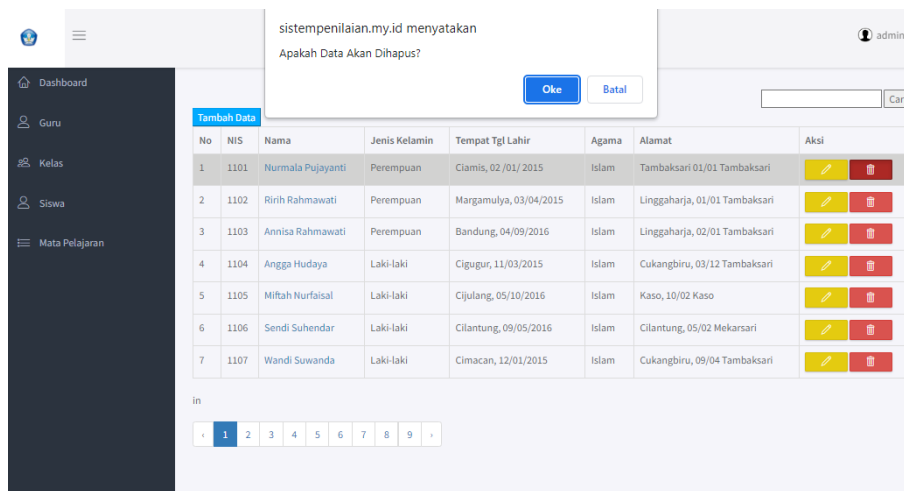 sistempenilaian.my.id menyatakan
Apakah Data Akan Dihapus?
Oke Batal
admin
Dashboard
Guru
Kelas
Siswa
Mata Pelajaran
Tambah Data
No NIS Nama Jenis Kelamin Tempat Tgl Lahir Agama Alamat Aksi
1 1101 Nurmala Pujayanti Perempuan Ciamis, 02 /01/ 2015 Islam Tambaksari 01/01 Tambaksari
2 1102 Ririh Rahmawati Perempuan Margamulya, 03/04/2015 Islam Linggaharja, 01/01 Tambaksari
3 1103 Annisa Rahmawati Perempuan Bandung, 04/09/2016 Islam Linggaharja, 02/01 Tambaksari
4 1104 Angga Hudaya Laki-laki Cigugur, 11/03/2015 Islam Cukangbiru, 03/12 Tambaksari
5 1105 Miftah Nurfaisal Laki-laki Cijulang, 05/10/2016 Islam Kaso, 10/02 Kaso
6 1106 Sendi Suhendar Laki-laki Cilantung, 09/05/2016 Islam Cilantung, 05/02 Mekarsari
7 1107 Wandi Suwanda Laki-laki Cimacan, 12/01/2015 Islam Cukangbiru, 09/04 Tambaksari
in
‹ 1 2 3 4 5 6 7 8 9 ›